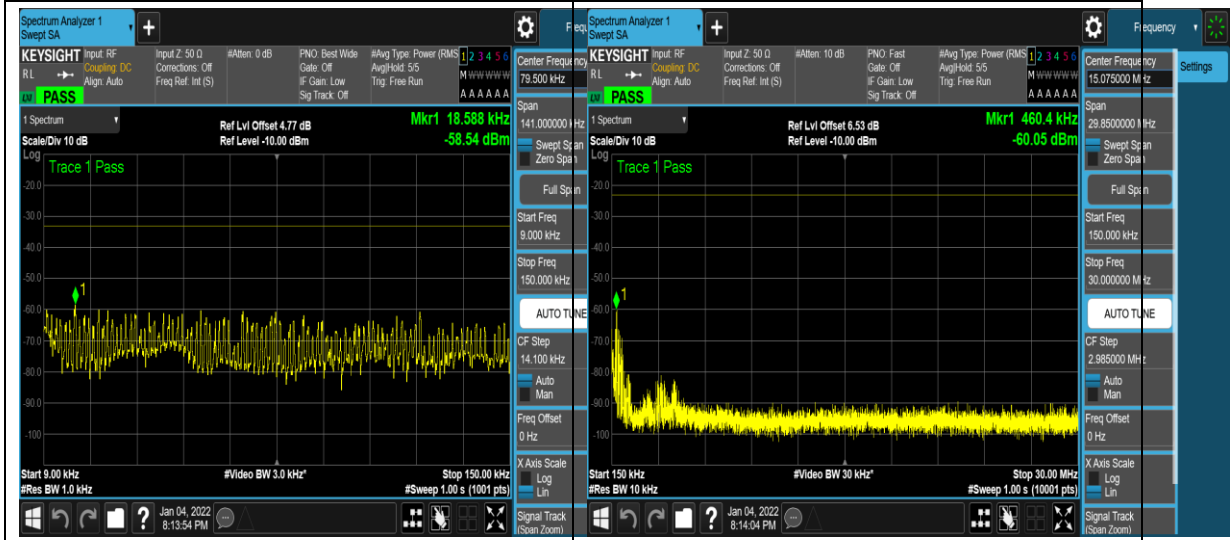 Spectrum Analyzer 1
Swept SA
+
Frequ
KEYSIGHT
Input: RF
Coupling: DC
Align: Auto
Input Z: 50 Ω
Corrections: Off
Freq Ref: Int (S)
#Atten: 0 dB
PNO: Best Wide
Gate: Off
IF Gain: Low
Sig Track: Off
#Avg Type: Power (RMS
Avg|Hold: 5/5
Trig: Free Run
1 2 3 4 5 6
M W W W W W
A A A A A A
RL
PASS
1 Spectrum
Scale/Div 10 dB
Ref Lvl Offset 4.77 dB
Ref Level -10.00 dBm
Mkr1 18.588 kHz
-58.54 dBm
Log
Trace 1 Pass
-20.0
-30.0
-40.0
-50.0
1
-60.0
-70.0
-80.0
-90.0
-100
Start 9.00 kHz
#Res BW 1.0 kHz
#Video BW 3.0 kHz*
Stop 150.00 kHz
#Sweep 1.00 s (1001 pts)
Jan 04, 2022
8:13:54 PM
Center Frequency
79.500 kHz
Span
141.000000 kHz
Swept Span
Zero Span
Full Span
Start Freq
9.000 kHz
Stop Freq
150.000 kHz
AUTO TUNE
CF Step
14.100 kHz
Auto
Man
Freq Offset
0 Hz
X Axis Scale
Log
Lin
Signal Track
(Span Zoom)
Spectrum Analyzer 1
Swept SA
+
Frequency
KEYSIGHT
Input: RF
Coupling: DC
Align: Auto
Input Z: 50 Ω
Corrections: Off
Freq Ref: Int (S)
#Atten: 10 dB
PNO: Fast
Gate: Off
IF Gain: Low
Sig Track: Off
#Avg Type: Power (RMS
Avg|Hold: 5/5
Trig: Free Run
1 2 3 4 5 6
M W W W W W
A A A A A A
RL
PASS
1 Spectrum
Scale/Div 10 dB
Ref Lvl Offset 6.53 dB
Ref Level -10.00 dBm
Mkr1 460.4 kHz
-60.05 dBm
Log
Trace 1 Pass
-20.0
-30.0
-40.0
-50.0
1
-60.0
-70.0
-80.0
-90.0
-100
Start 150 kHz
#Res BW 10 kHz
#Video BW 30 kHz*
Stop 30.00 MHz
#Sweep 1.00 s (10001 pts)
Jan 04, 2022
8:14:04 PM
Center Frequency
15.075000 MHz
Settings
Span
29.8500000 MHz
Swept Span
Zero Span
Full Span
Start Freq
150.000 kHz
Stop Freq
30.000000 MHz
AUTO TUNE
CF Step
2.985000 MHz
Auto
Man
Freq Offset
0 Hz
X Axis Scale
Log
Lin
Signal Track
(Span Zoom)